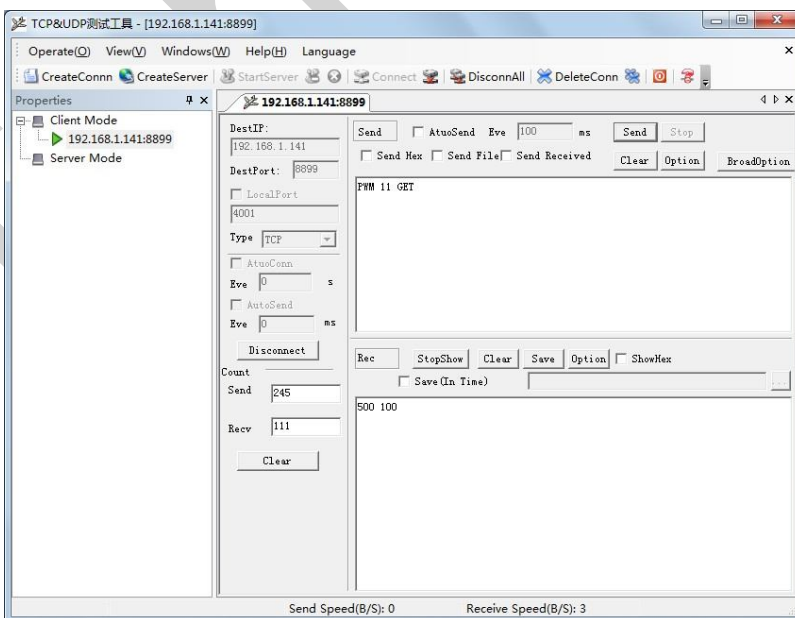 TCP&UDP测试工具 - [192.168.1.141:8899]
Operate(O) View(V) Windows(W) Help(H) Language
CreateConnn CreateServer StartServer Connect DisconnAll DeleteConn
Properties
192.168.1.141:8899
Client Mode
192.168.1.141:8899
Server Mode
DestIP:
192.168.1.141
DestPort: 8899
LocalPort
4001
Type TCP
AtuoConn
Eve 0 s
AutoSend
Eve 0 ms
Disconnect
Count
Send 245
Recv 111
Clear
Send AtuoSend Eve 100 ms Send Stop
Send Hex Send File Send Received Clear Option BroadOption
PWM 11 GET
Rec StopShow Clear Save Option ShowHex
Save(In Time) ...
500 100
Send Speed(B/S): 0 Receive Speed(B/S): 3